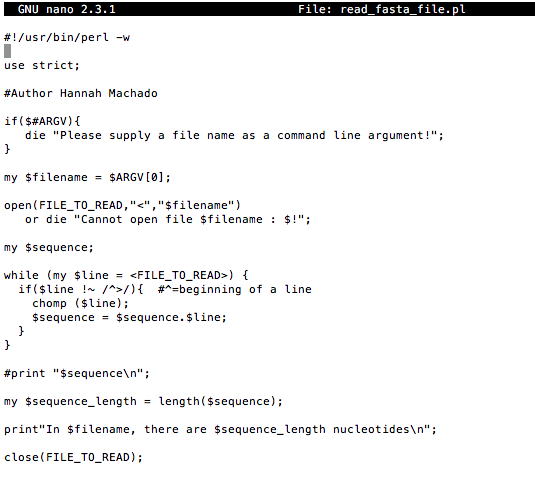 GNU nano 2.3.1 File: read_fasta_file.pl
#!/usr/bin/perl -w
use strict;
#Author Hannah Machado
if($#ARGV){
die "Please supply a file name as a command line argument!";
}
my $filename = $ARGV[0];
open(FILE_TO_READ,"<","$filename")
or die "Cannot open file $filename : $!";
my $sequence;
while (my $line = <FILE_TO_READ>) {
if($line !~ /^>/){ #^=beginning of a line
chomp ($line);
$sequence = $sequence.$line;
}
}
#print "$sequence\n";
my $sequence_length = length($sequence);
print"In $filename, there are $sequence_length nucleotides\n";
close(FILE_TO_READ);